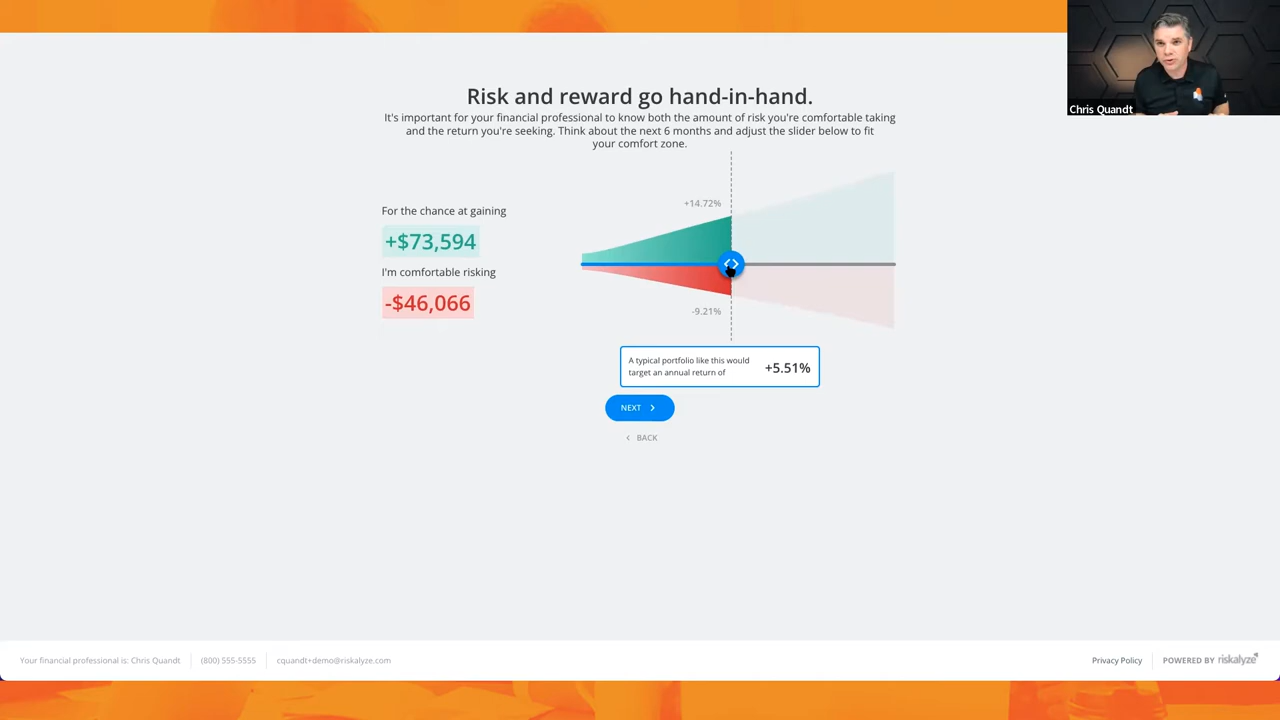 Chris Quandt
Risk and reward go hand-in-hand.
It's important for your financial professional to know both the amount of risk you're comfortable taking
and the return you're seeking. Think about the next 6 months and adjust the slider below to fit
your comfort zone.
For the chance at gaining
+$73,594
I'm comfortable risking
-$46,066
+14.72%
-9.21%
A typical portfolio like this would
target an annual return of
+5.51%
NEXT
BACK
Your financial professional is: Chris Quandt
(800) 555-5555
cquandt+demo@riskalyze.com
Privacy Policy
POWERED BY riskalyze